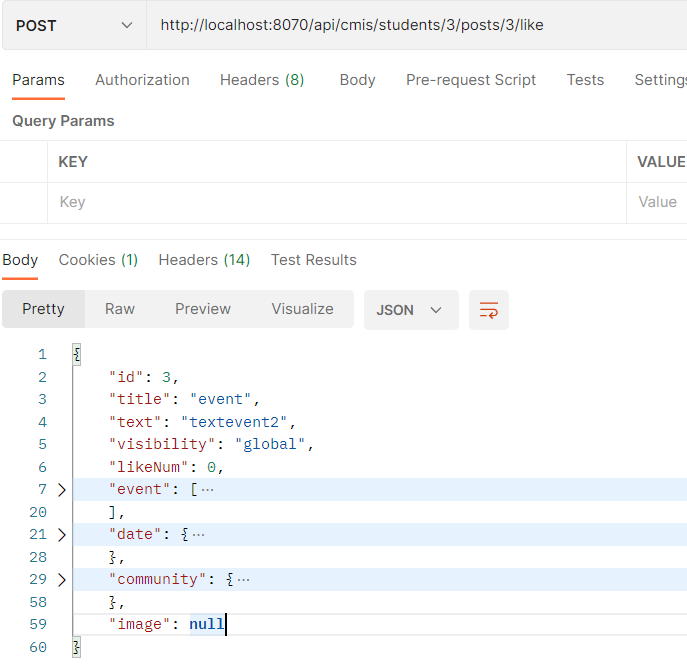 POST http://localhost:8070/api/cmis/students/3/posts/3/like
Params Authorization Headers (8) Body Pre-request Script Tests Settings
Query Params
KEY VALUE
Key Value
Body Cookies (1) Headers (14) Test Results
Pretty Raw Preview Visualize JSON
1 {
2 "id": 3,
3 "title": "event",
4 "text": "textevent2",
5 "visibility": "global",
6 "likeNum": 0,
7 "event": [...
20 ],
21 "date": {...
28 },
29 "community": {...
58 },
59 "image": null
60 }